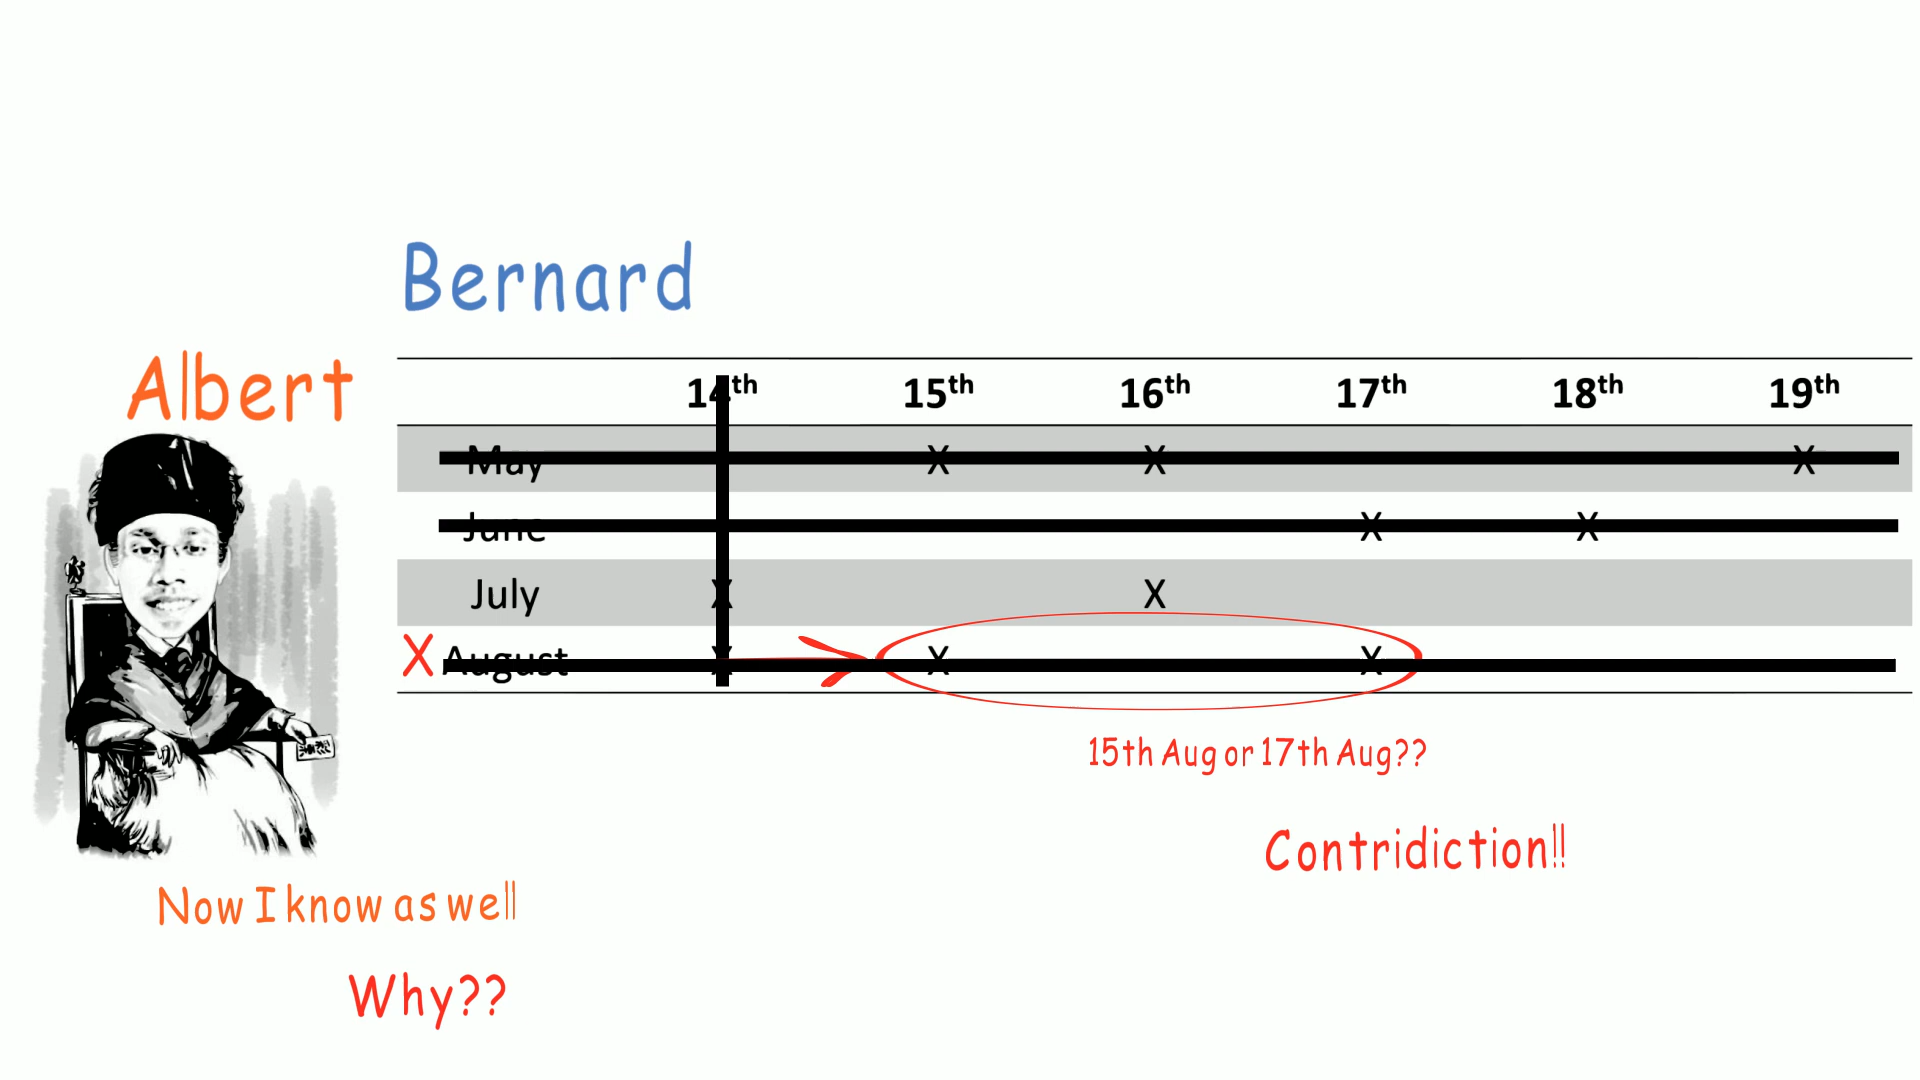 Bernard
Albert
14th 15th 16th 17th 18th 19th
May X X X
June X X
July X X
X August X X X
15th Aug or 17th Aug??
Contridiction!!
Now I know as well
Why??